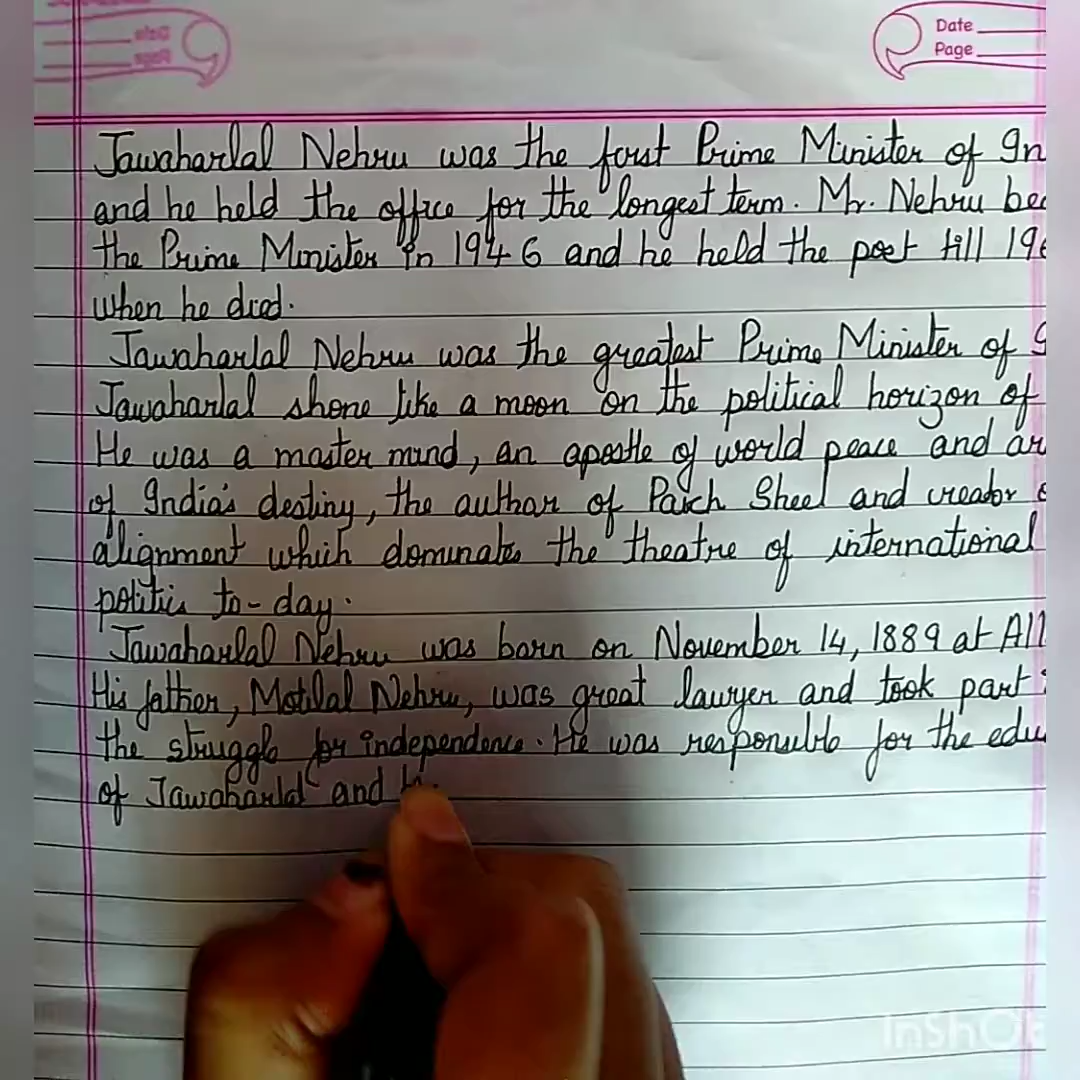 Date
Page
Jawaharlal Nehru was the first Prime Minister of In
and he held the office for the longest term. Mr. Nehru bec
the Prime Minister in 1946 and he held the post till 196
when he died.
Jawaharlal Nehru was the greatest Prime Minister of I
Jawaharlal shone like a moon on the political horizon of
He was a master mind, an apostle of world peace and ar
of India's destiny, the author of Panch Sheel and creator o
alignment which dominates the theatre of international
politics to-day.
Jawaharlal Nehru was born on November 14, 1889 at All
His father, Motilal Nehru, was great lawyer and took part i
the struggle for independence. He was responsible for the edu
of Jawaharlal and
InShOt